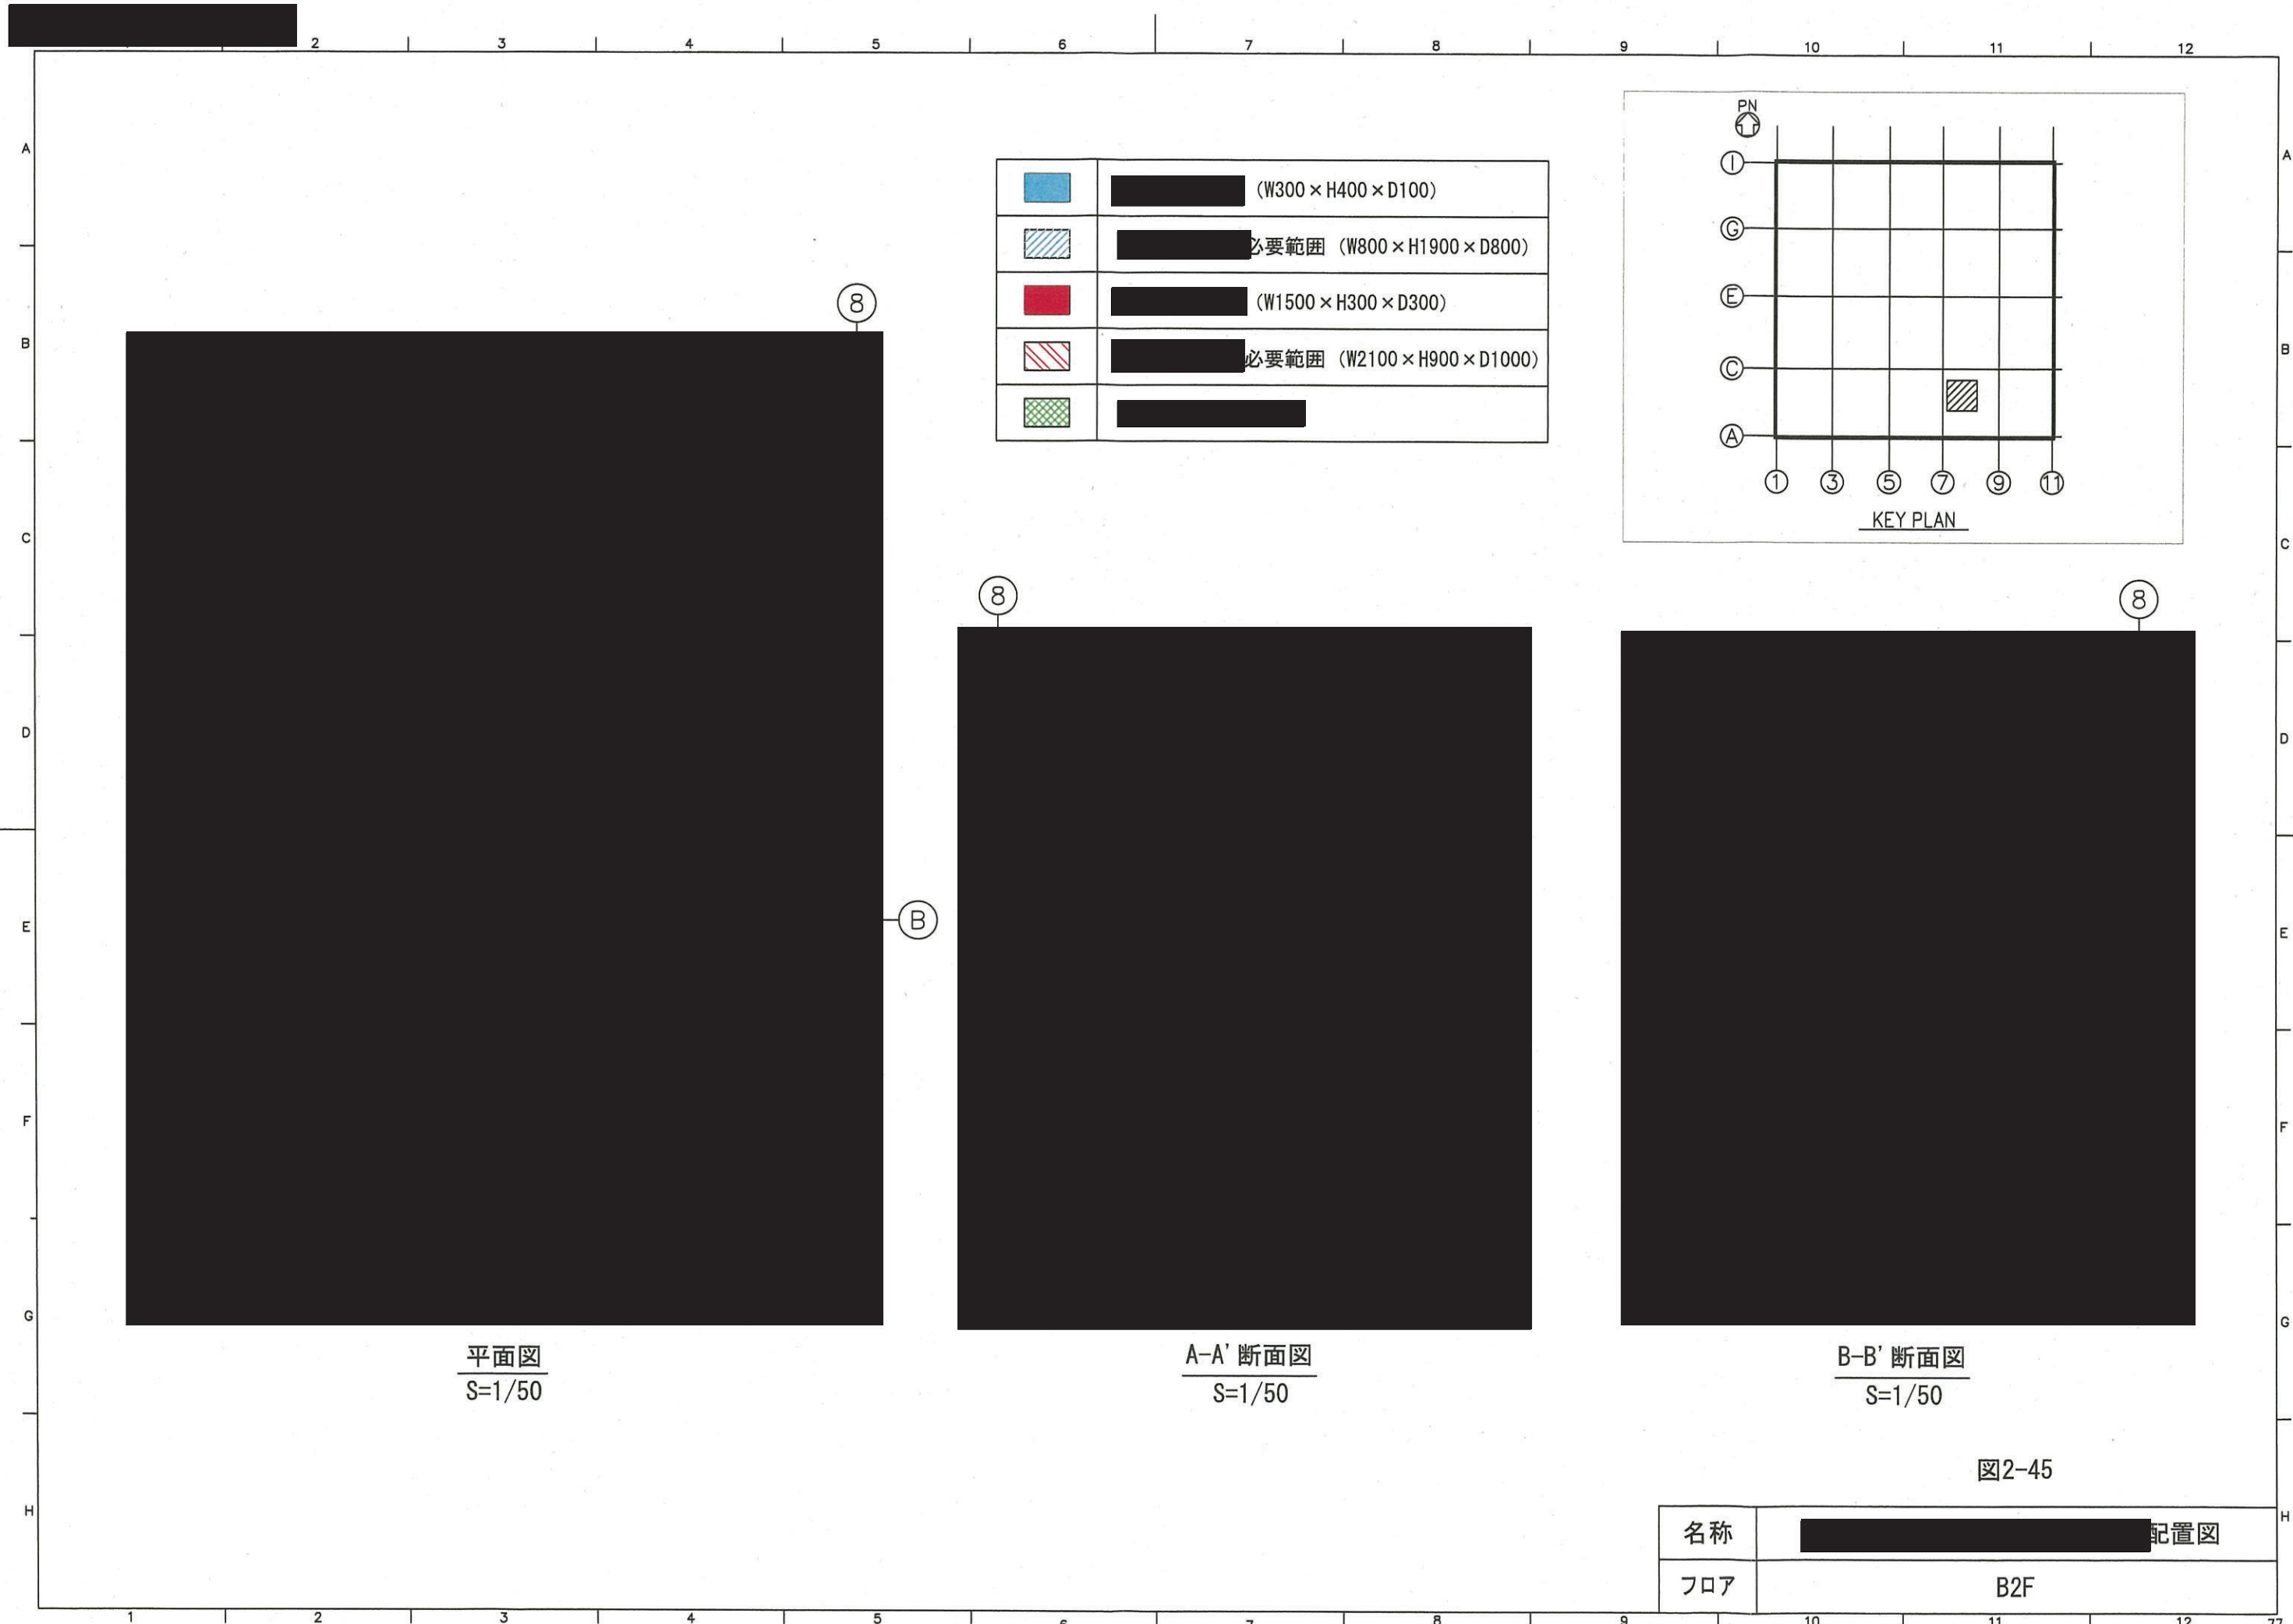 2 3 4 5 6 7 8 9 10 11 12
A A
B B
C C
D D
E E
F F
G G
H H
(W300×H400×D100)
必要範囲 (W800×H1900×D800)
(W1500×H300×D300)
必要範囲 (W2100×H900×D1000)
PN
I
G
E
C
A
1 3 5 7 9 11
KEY PLAN
8
8
8
B
平面図
S=1/50
A-A' 断面図
S=1/50
B-B' 断面図
S=1/50
図2-45
名称 配置図
フロア B2F
1 2 3 4 5 6 7 8 9 10 11 12 77